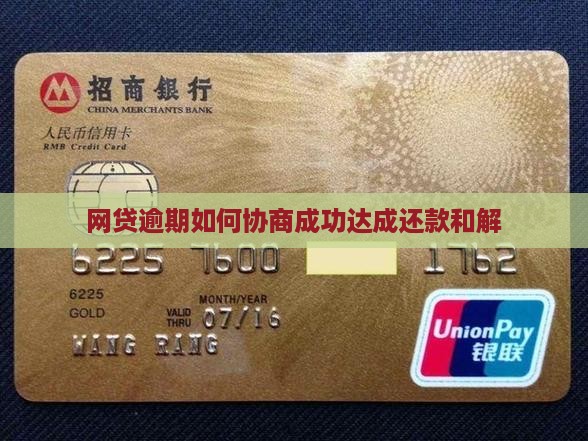 招商銀行
CHINA MERCHANTS BANK
人民币信用卡
RMB Credit Card
网贷逾期如何协商成功达成还款和解
6225 7600 1762
6225
MONTH/YEAR
GOLD
VALID THRU 07/16
WANG RANG
UnionPay
银联